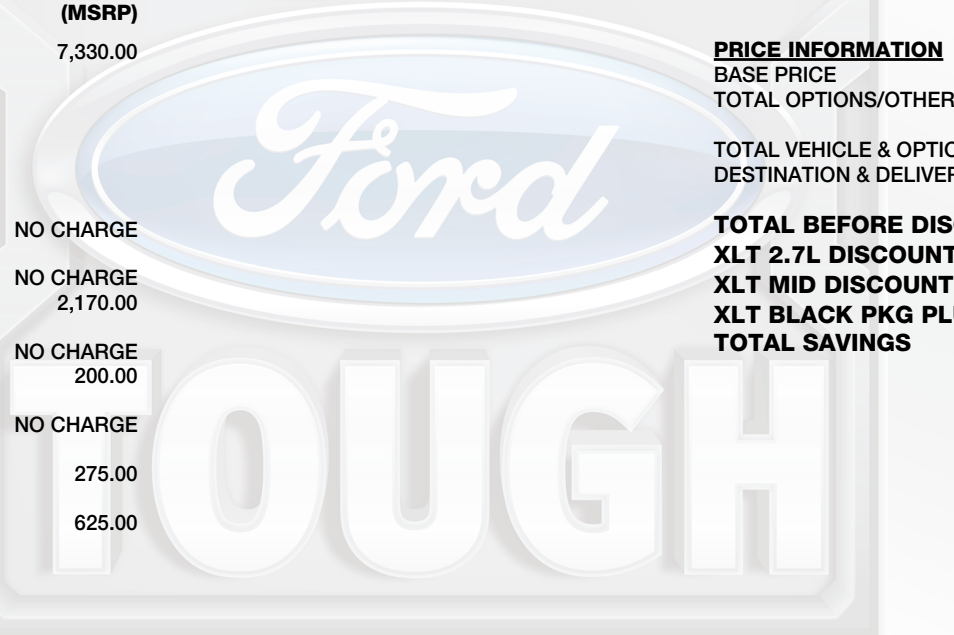 (MSRP)
7,330.00
NO CHARGE
NO CHARGE
2,170.00
NO CHARGE
200.00
NO CHARGE
275.00
625.00
PRICE INFORMATION
BASE PRICE
TOTAL OPTIONS/OTHER
TOTAL VEHICLE & OPTIO
DESTINATION & DELIVER
TOTAL BEFORE DISC
XLT 2.7L DISCOUNT
XLT MID DISCOUNT
XLT BLACK PKG PLU
TOTAL SAVINGS
Ford
TOUGH